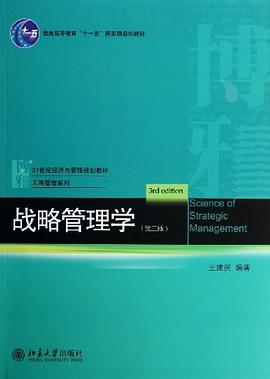 十一五
普通高等教育"十一五"国家级规划教材
博雅
21世纪经济与管理规划教材
工商管理系列
3rd edition
Science of
Strategic
Management
战略管理学
(第三版)
王建民 编著
北京大学出版社
PEKING UNIVERSITY PRESS